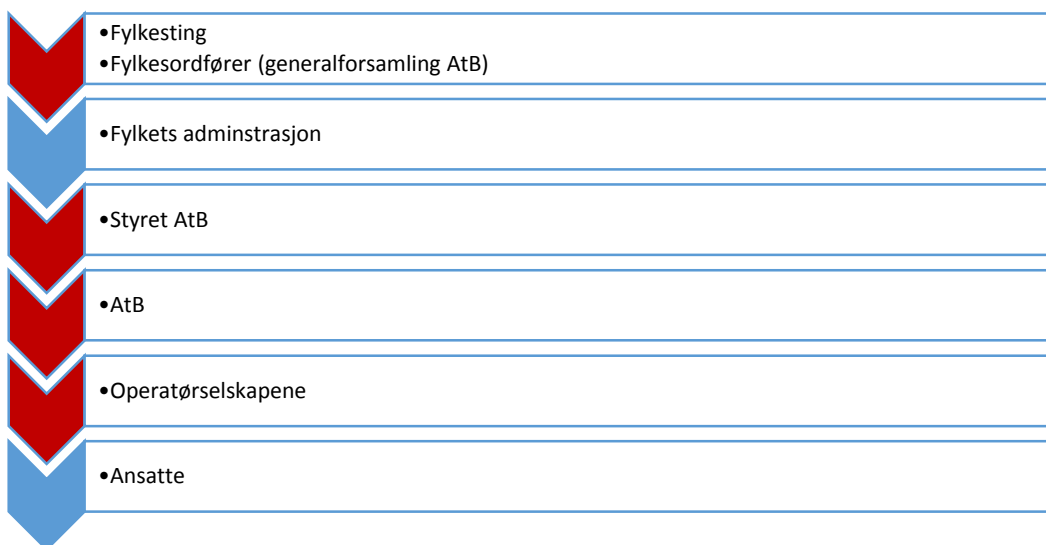 •Fylkesting
•Fylkesordfører (generalforsamling AtB)
•Fylkets adminstrasjon
•Styret AtB
•AtB
•Operatørselskapene
•Ansatte